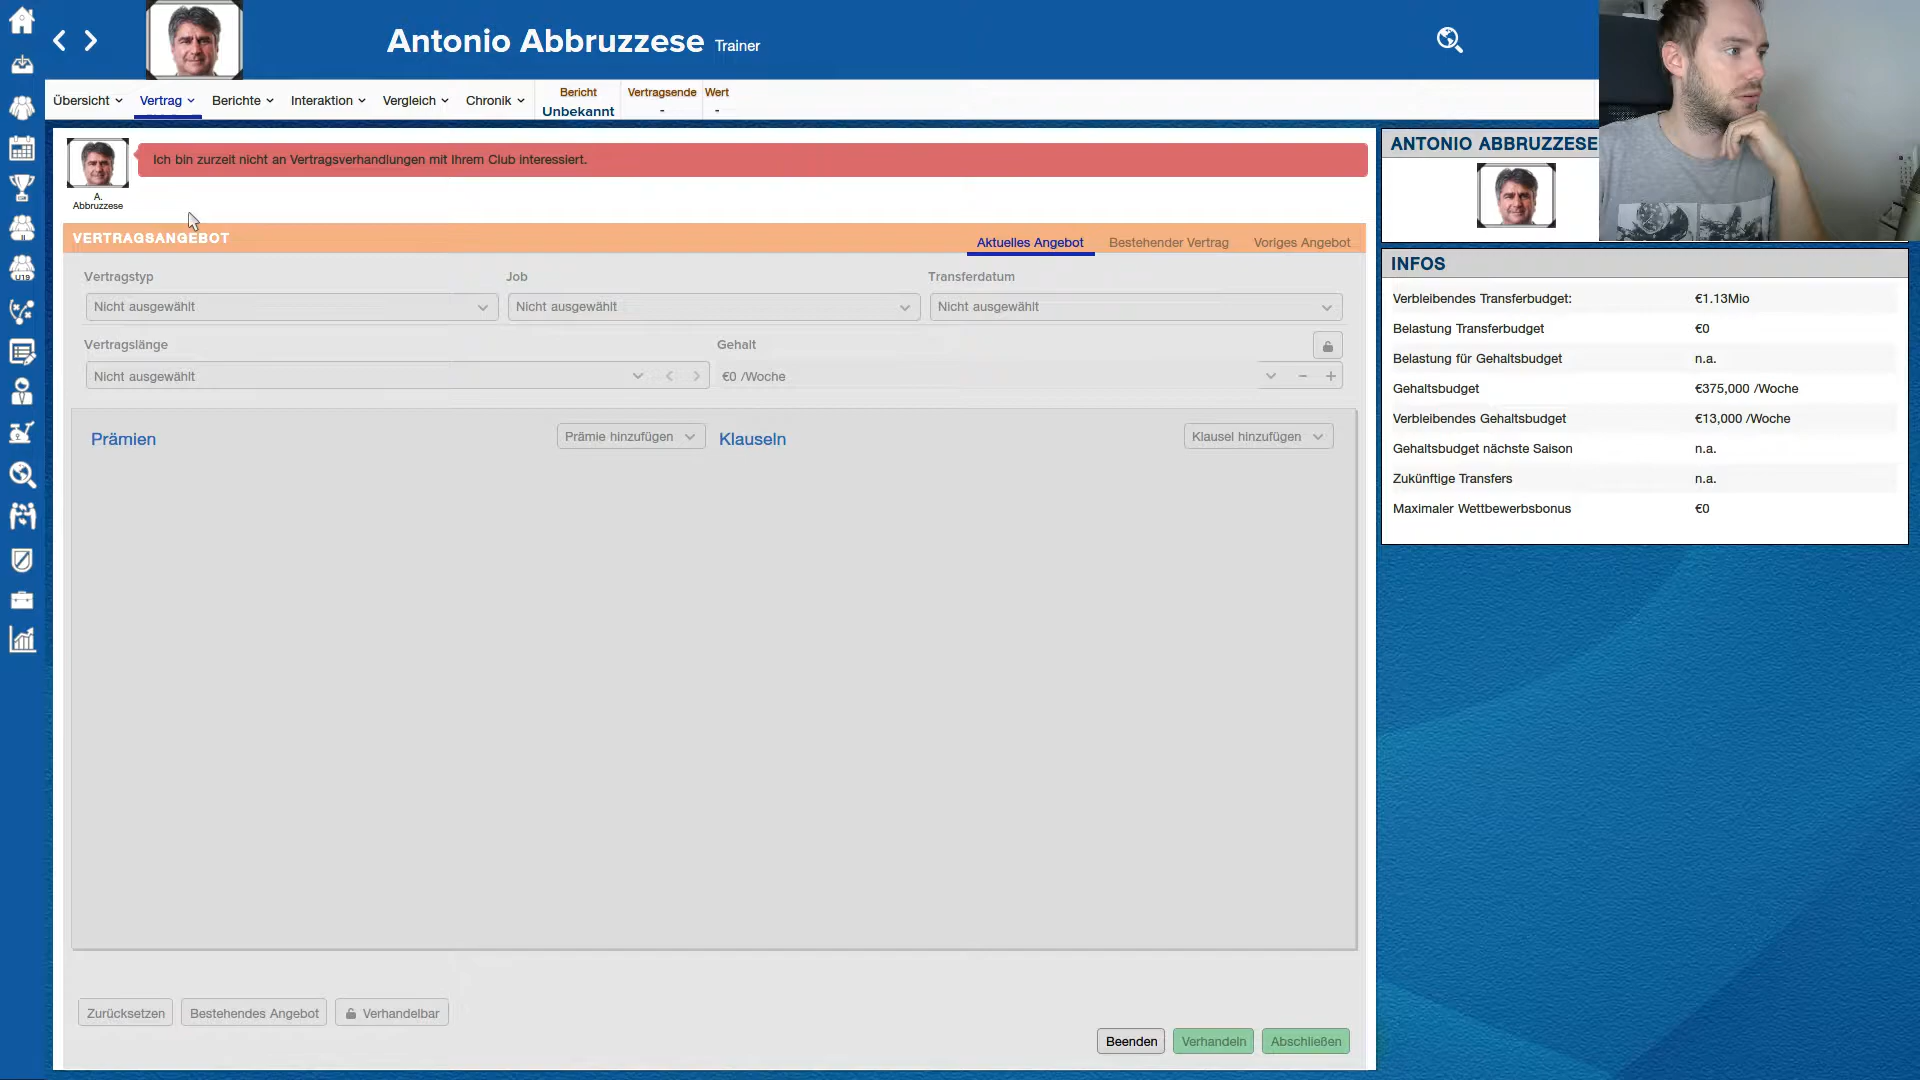 Antonio Abbruzzese Trainer
Übersicht Vertrag Berichte Interaktion Vergleich Chronik
Bericht Vertragsende Wert
Unbekannt - -
Ich bin zurzeit nicht an Vertragsverhandlungen mit Ihrem Club interessiert.
A.
Abbruzzese
VERTRAGSANGEBOT
Aktuelles Angebot Bestehender Vertrag Voriges Angebot
Vertragstyp Job Transferdatum
Nicht ausgewählt Nicht ausgewählt Nicht ausgewählt
Vertragslänge Gehalt
Nicht ausgewählt €0 /Woche
Prämien Prämie hinzufügen Klauseln Klausel hinzufügen
Zurücksetzen Bestehendes Angebot Verhandelbar
Beenden Verhandeln Abschließen
ANTONIO ABBRUZZESE
INFOS
Verbleibendes Transferbudget: €1.13Mio
Belastung Transferbudget €0
Belastung für Gehaltsbudget n.a.
Gehaltsbudget €375,000 /Woche
Verbleibendes Gehaltsbudget €13,000 /Woche
Gehaltsbudget nächste Saison n.a.
Zukünftige Transfers n.a.
Maximaler Wettbewerbsbonus €0
II
U19